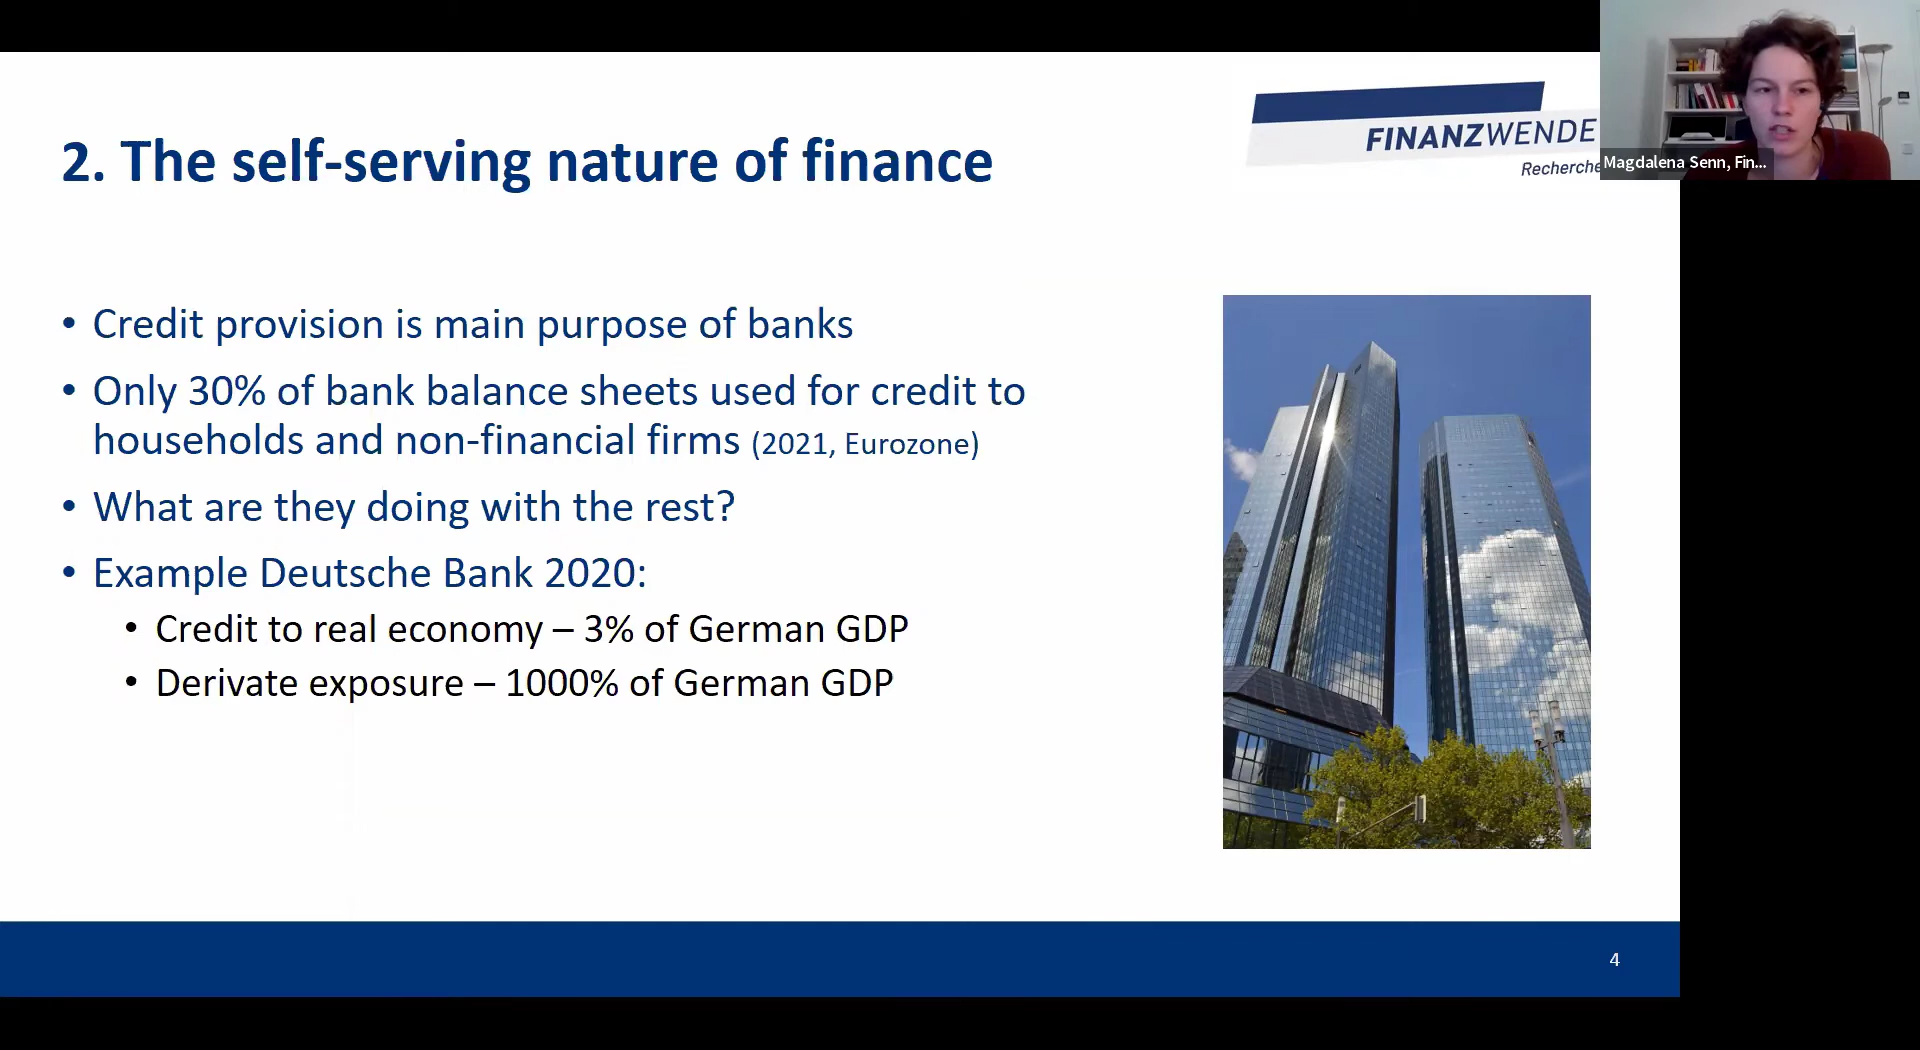 2. The self-serving nature of finance
FINANZWENDE
Recherche
Magdalena Senn, Fin...
• Credit provision is main purpose of banks
• Only 30% of bank balance sheets used for credit to
households and non-financial firms (2021, Eurozone)
• What are they doing with the rest?
• Example Deutsche Bank 2020:
• Credit to real economy – 3% of German GDP
• Derivate exposure – 1000% of German GDP
4